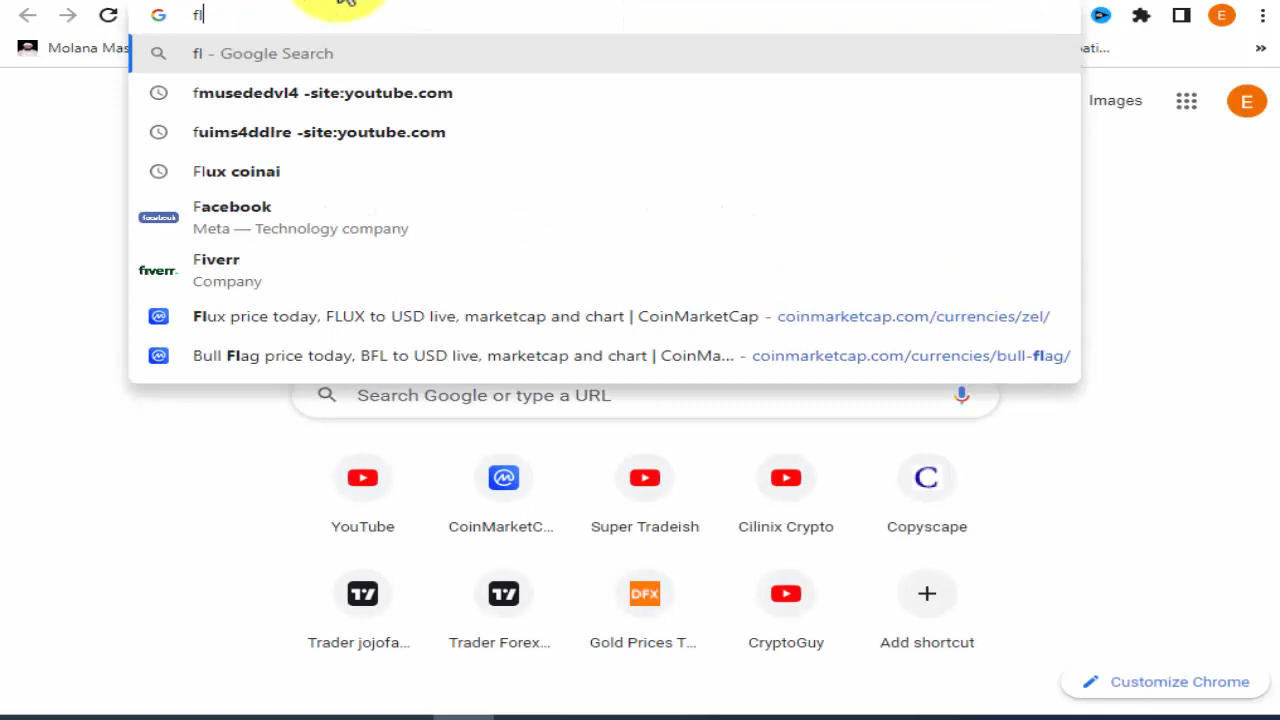 fl
E
Molana Mas
ati...
»
fl - Google Search
fmusededvl4 -site:youtube.com
fuims4ddlre -site:youtube.com
Flux coinai
facebook
Facebook
Meta — Technology company
fiverr.
Fiverr
Company
Flux price today, FLUX to USD live, marketcap and chart | CoinMarketCap - coinmarketcap.com/currencies/zel/
Bull Flag price today, BFL to USD live, marketcap and chart | CoinMa... - coinmarketcap.com/currencies/bull-flag/
Images
E
Search Google or type a URL
C
YouTube
CoinMarketC...
Super Tradeish
Cilinix Crypto
Copyscape
DFX
Trader jojofa...
Trader Forex...
Gold Prices T...
CryptoGuy
Add shortcut
Customize Chrome